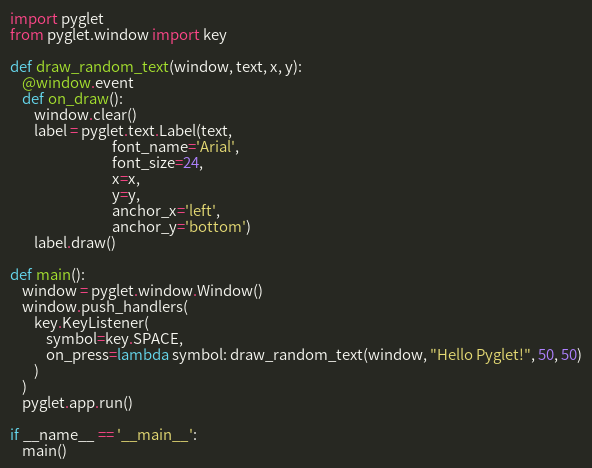 import pyglet
from pyglet.window import key

def draw_random_text(window, text, x, y):
    @window.event
    def on_draw():
        window.clear()
        label = pyglet.text.Label(text,
                                  font_name='Arial',
                                  font_size=24,
                                  x=x,
                                  y=y,
                                  anchor_x='left',
                                  anchor_y='bottom')
        label.draw()

def main():
    window = pyglet.window.Window()
    window.push_handlers(
        key.KeyListener(
            symbol=key.SPACE,
            on_press=lambda symbol: draw_random_text(window, "Hello Pyglet!", 50, 50)
        )
    )
    pyglet.app.run()

if __name__ == '__main__':
    main()